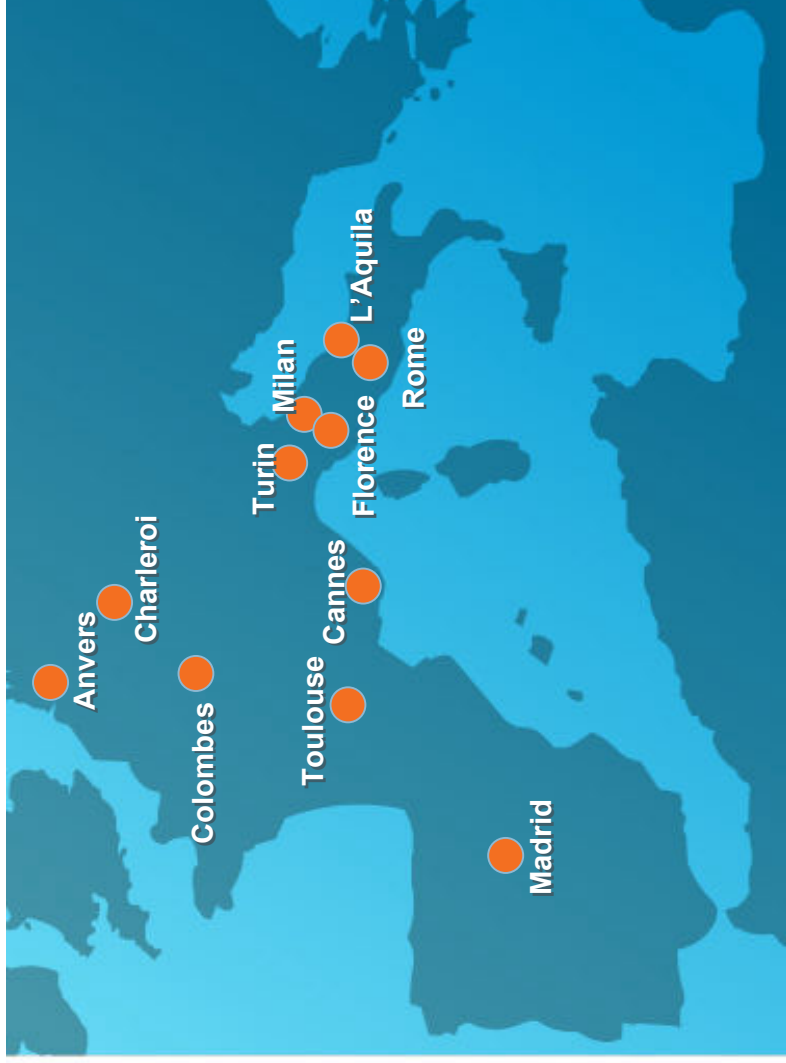 Anvers
Charleroi
Colombes
Toulouse
Cannes
Turin
Milan
Florence
L’Aquila
Rome
Madrid